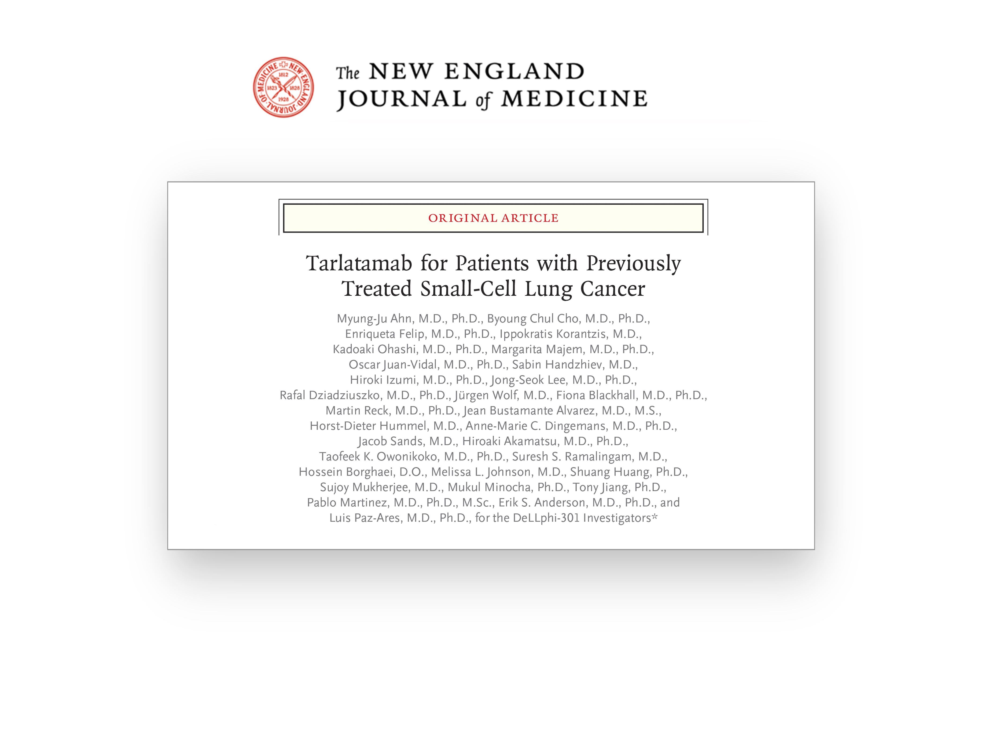 NEW·ENGLAND·JOURNAL·OF·MEDICINE
1812
1823 1828
1928
The NEW ENGLAND
JOURNAL of MEDICINE
ORIGINAL ARTICLE
Tarlatamab for Patients with Previously
Treated Small-Cell Lung Cancer
Myung-Ju Ahn, M.D., Ph.D., Byoung Chul Cho, M.D., Ph.D.,
Enriqueta Felip, M.D., Ph.D., Ippokratis Korantzis, M.D.,
Kadoaki Ohashi, M.D., Ph.D., Margarita Majem, M.D., Ph.D.,
Oscar Juan-Vidal, M.D., Ph.D., Sabin Handzhiev, M.D.,
Hiroki Izumi, M.D., Ph.D., Jong-Seok Lee, M.D., Ph.D.,
Rafal Dziadziuszko, M.D., Ph.D., Jürgen Wolf, M.D., Fiona Blackhall, M.D., Ph.D.,
Martin Reck, M.D., Ph.D., Jean Bustamante Alvarez, M.D., M.S.,
Horst-Dieter Hummel, M.D., Anne-Marie C. Dingemans, M.D., Ph.D.,
Jacob Sands, M.D., Hiroaki Akamatsu, M.D., Ph.D.,
Taofeek K. Owonikoko, M.D., Ph.D., Suresh S. Ramalingam, M.D.,
Hossein Borghaei, D.O., Melissa L. Johnson, M.D., Shuang Huang, Ph.D.,
Sujoy Mukherjee, M.D., Mukul Minocha, Ph.D., Tony Jiang, Ph.D.,
Pablo Martinez, M.D., Ph.D., M.Sc., Erik S. Anderson, M.D., Ph.D., and
Luis Paz-Ares, M.D., Ph.D., for the DeLLphi-301 Investigators*